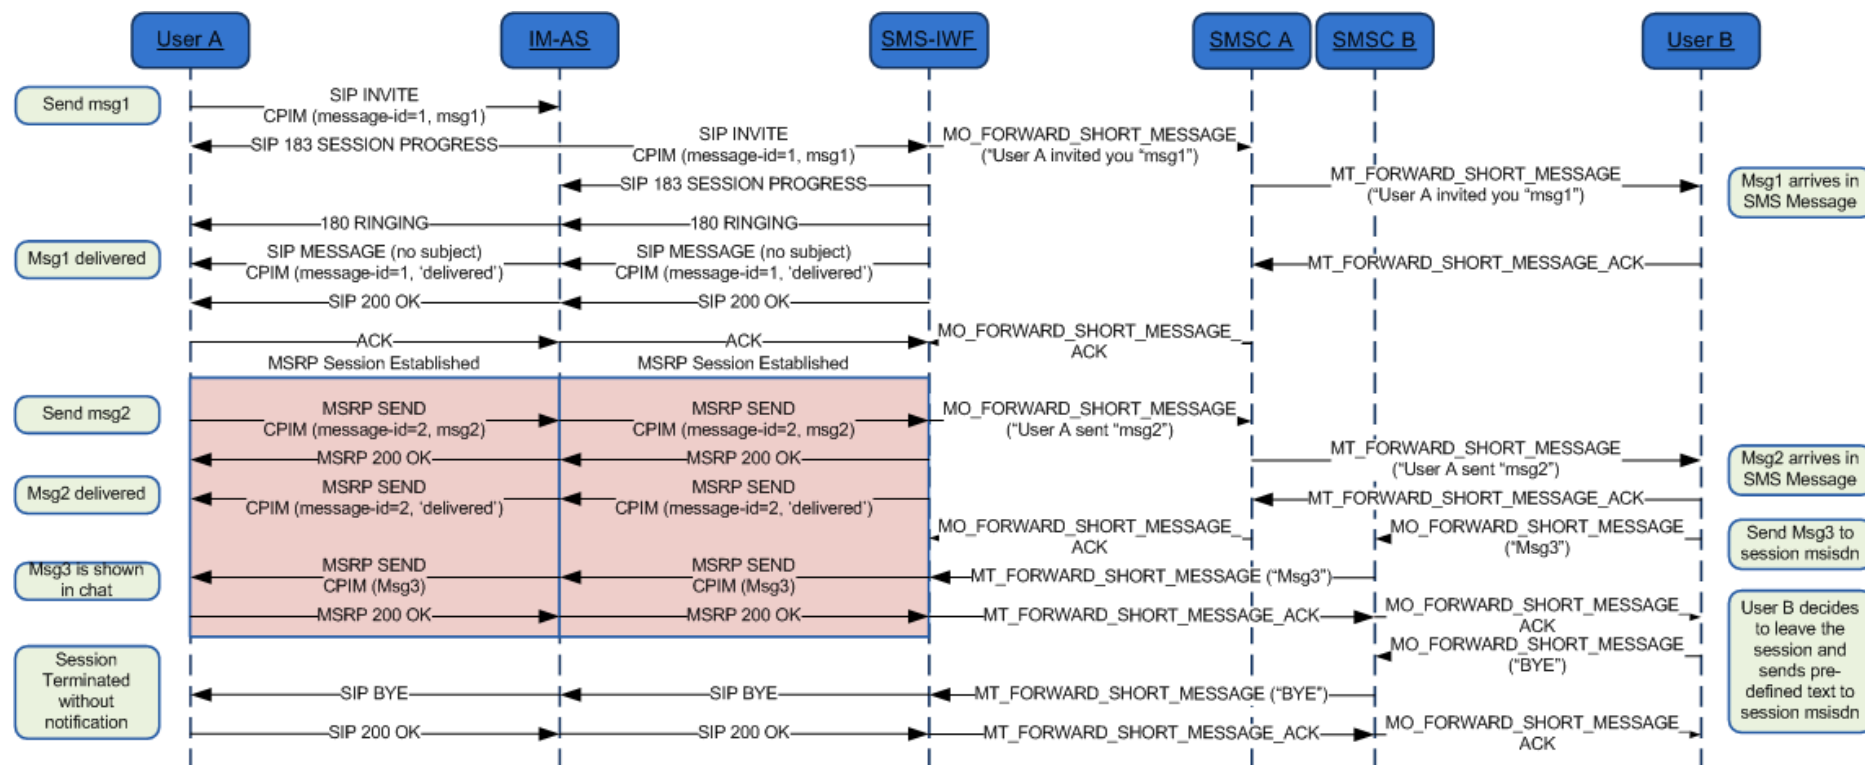 User A
IM-AS
SMS-IWF
SMSC A
SMSC B
User B
Send msg1
SIP INVITE
CPIM (message-id=1, msg1)
SIP 183 SESSION PROGRESS
SIP INVITE
CPIM (message-id=1, msg1)
MO_FORWARD_SHORT_MESSAGE
(“User A invited you “msg1”)
SIP 183 SESSION PROGRESS
MT_FORWARD_SHORT_MESSAGE
(“User A invited you “msg1”)
Msg1 arrives in
SMS Message
180 RINGING
180 RINGING
Msg1 delivered
SIP MESSAGE (no subject)
CPIM (message-id=1, ‘delivered’)
SIP MESSAGE (no subject)
CPIM (message-id=1, ‘delivered’)
MT_FORWARD_SHORT_MESSAGE_ACK
SIP 200 OK
SIP 200 OK
ACK
ACK
MO_FORWARD_SHORT_MESSAGE_
ACK
MSRP Session Established
MSRP Session Established
Send msg2
MSRP SEND
CPIM (message-id=2, msg2)
MSRP SEND
CPIM (message-id=2, msg2)
MO_FORWARD_SHORT_MESSAGE
(“User A sent “msg2”)
MSRP 200 OK
MSRP 200 OK
MT_FORWARD_SHORT_MESSAGE
(“User A sent “msg2”)
Msg2 arrives in
SMS Message
Msg2 delivered
MSRP SEND
CPIM (message-id=2, ‘delivered’)
MSRP SEND
CPIM (message-id=2, ‘delivered’)
MT_FORWARD_SHORT_MESSAGE_ACK
MO_FORWARD_SHORT_MESSAGE_
ACK
MO_FORWARD_SHORT_MESSAGE
(“Msg3”)
Send Msg3 to
session msisdn
Msg3 is shown
in chat
MSRP SEND
CPIM (Msg3)
MSRP SEND
CPIM (Msg3)
MT_FORWARD_SHORT_MESSAGE (“Msg3”)
MSRP 200 OK
MSRP 200 OK
MT_FORWARD_SHORT_MESSAGE_ACK
MO_FORWARD_SHORT_MESSAGE_
ACK
User B decides
to leave the
session and
sends pre-
defined text to
session msisdn
MO_FORWARD_SHORT_MESSAGE
(“BYE”)
Session
Terminated
without
notification
SIP BYE
SIP BYE
MT_FORWARD_SHORT_MESSAGE (“BYE”)
SIP 200 OK
SIP 200 OK
MT_FORWARD_SHORT_MESSAGE_ACK
MO_FORWARD_SHORT_MESSAGE_
ACK